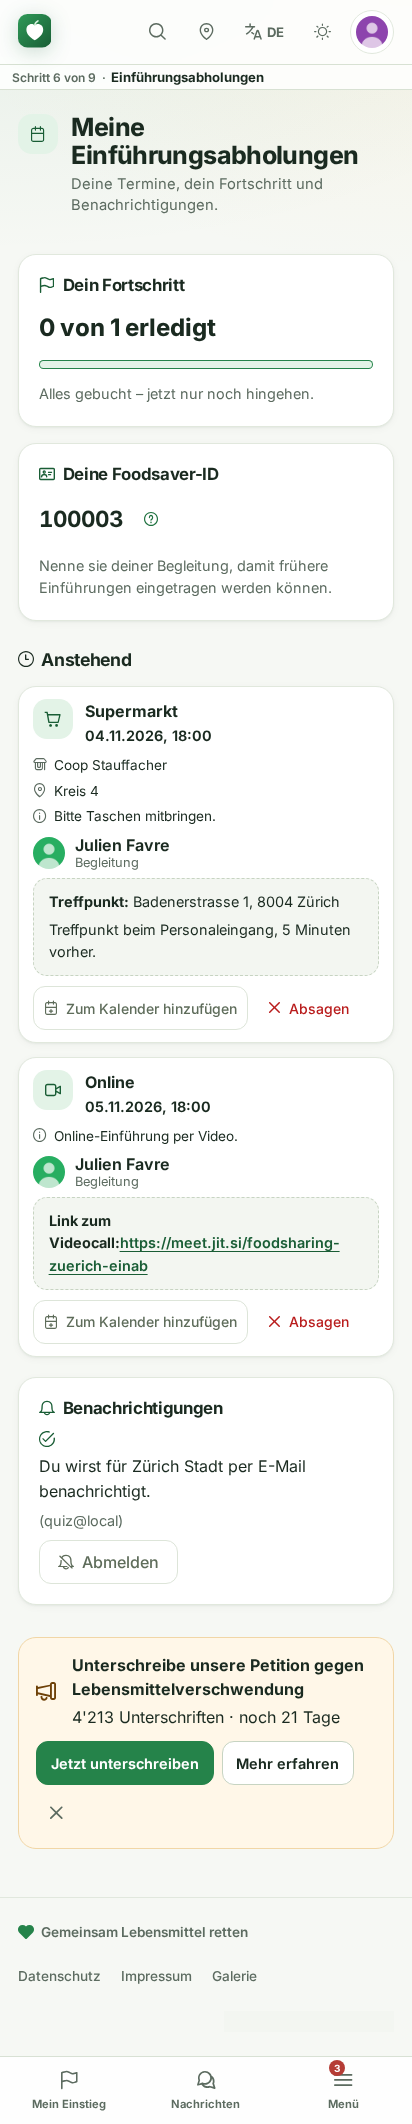 DE
Schritt 6 von 9 · Einführungsabholungen
Meine
Einführungsabholungen
Deine Termine, dein Fortschritt und
Benachrichtigungen.
Dein Fortschritt
0 von 1 erledigt
Alles gebucht – jetzt nur noch hingehen.
Deine Foodsaver-ID
100003
Nenne sie deiner Begleitung, damit frühere
Einführungen eingetragen werden können.
Anstehend
Supermarkt
04.11.2026, 18:00
Coop Stauffacher
Kreis 4
Bitte Taschen mitbringen.
Julien Favre
Begleitung
Treffpunkt: Badenerstrasse 1, 8004 Zürich
Treffpunkt beim Personaleingang, 5 Minuten
vorher.
Zum Kalender hinzufügen
Absagen
Online
05.11.2026, 18:00
Online-Einführung per Video.
Julien Favre
Begleitung
Link zum
Videocall:https://meet.jit.si/foodsharing-
zuerich-einab
Zum Kalender hinzufügen
Absagen
Benachrichtigungen
Du wirst für Zürich Stadt per E-Mail
benachrichtigt.
(quiz@local)
Abmelden
Unterschreibe unsere Petition gegen
Lebensmittelverschwendung
4'213 Unterschriften · noch 21 Tage
Jetzt unterschreiben
Mehr erfahren
Gemeinsam Lebensmittel retten
Datenschutz Impressum Galerie
3
Mein Einstieg Nachrichten Menü